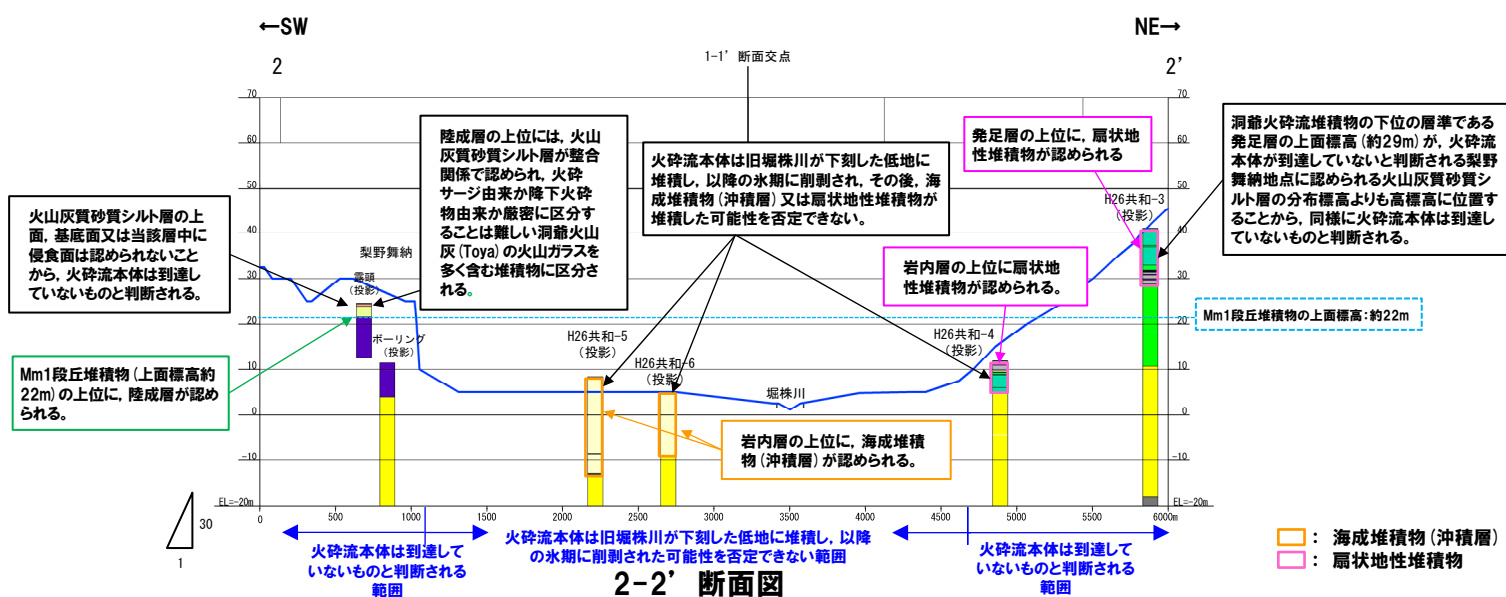 ←SW
NE→
2
1-1’断面交点
2’
70
60
50
40
30
20
10
0
-10
EL=-20m
70
60
50
40
30
20
10
0
-10
EL=-20m
火山灰質砂質シルト層の上
面,基底面又は当該層中に
侵食面は認められないこと
から,火砕流本体は到達し
ていないものと判断される。
陸成層の上位には,火山
灰質砂質シルト層が整合
関係で認められ,火砕
サージ由来か降下火砕
物由来か厳密に区分す
ることは難しい洞爺火山
灰(Toya)の火山ガラスを
多く含む堆積物に区分さ
れる。
火砕流本体は旧堀株川が下刻した低地に
堆積し,以降の氷期に削剥され,その後,海
成堆積物(沖積層)又は扇状地性堆積物が
堆積した可能性を否定できない。
発足層の上位に,扇状地
性堆積物が認められる
洞爺火砕流堆積物の下位の層準である
発足層の上面標高(約29m)が,火砕流
本体が到達していないと判断される梨野
舞納地点に認められる火山灰質砂質シ
ルト層の分布標高よりも高標高に位置す
ることから,同様に火砕流本体は到達し
ていないものと判断される。
岩内層の上位に扇状地
性堆積物が認められる。
Mm1段丘堆積物(上面標高約
22m)の上位に,陸成層が認め
られる。
岩内層の上位に,海成堆積
物(沖積層)が認められる。
Mm1段丘堆積物の上面標高:約22m
梨野舞納
露頭
(投影)
ボーリング
(投影)
H26共和-5
(投影)
H26共和-6
(投影)
堀株川
H26共和-4
(投影)
H26共和-3
(投影)
0
500
1000
1500
2000
2500
3000
3500
4000
4500
5000
5500
6000m
30
1
火砕流本体は到達して
いないものと判断される
範囲
火砕流本体は旧堀株川が下刻した低地に堆積し,以降
の氷期に削剥された可能性を否定できない範囲
火砕流本体は到達して
いないものと判断される
範囲
2-2’断面図
:海成堆積物(沖積層)
:扇状地性堆積物